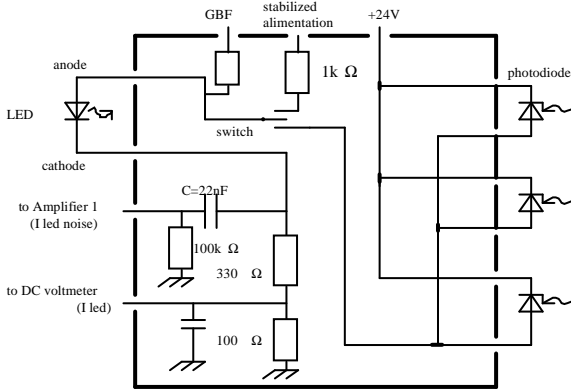 GBF
stabilized
alimentation
+24V
anode
1k Ω
photodiode
LED
switch
cathode
C=22nF
to Amplifier 1
(I led noise)
100k Ω
330 Ω
to DC voltmeter
(I led)
100 Ω